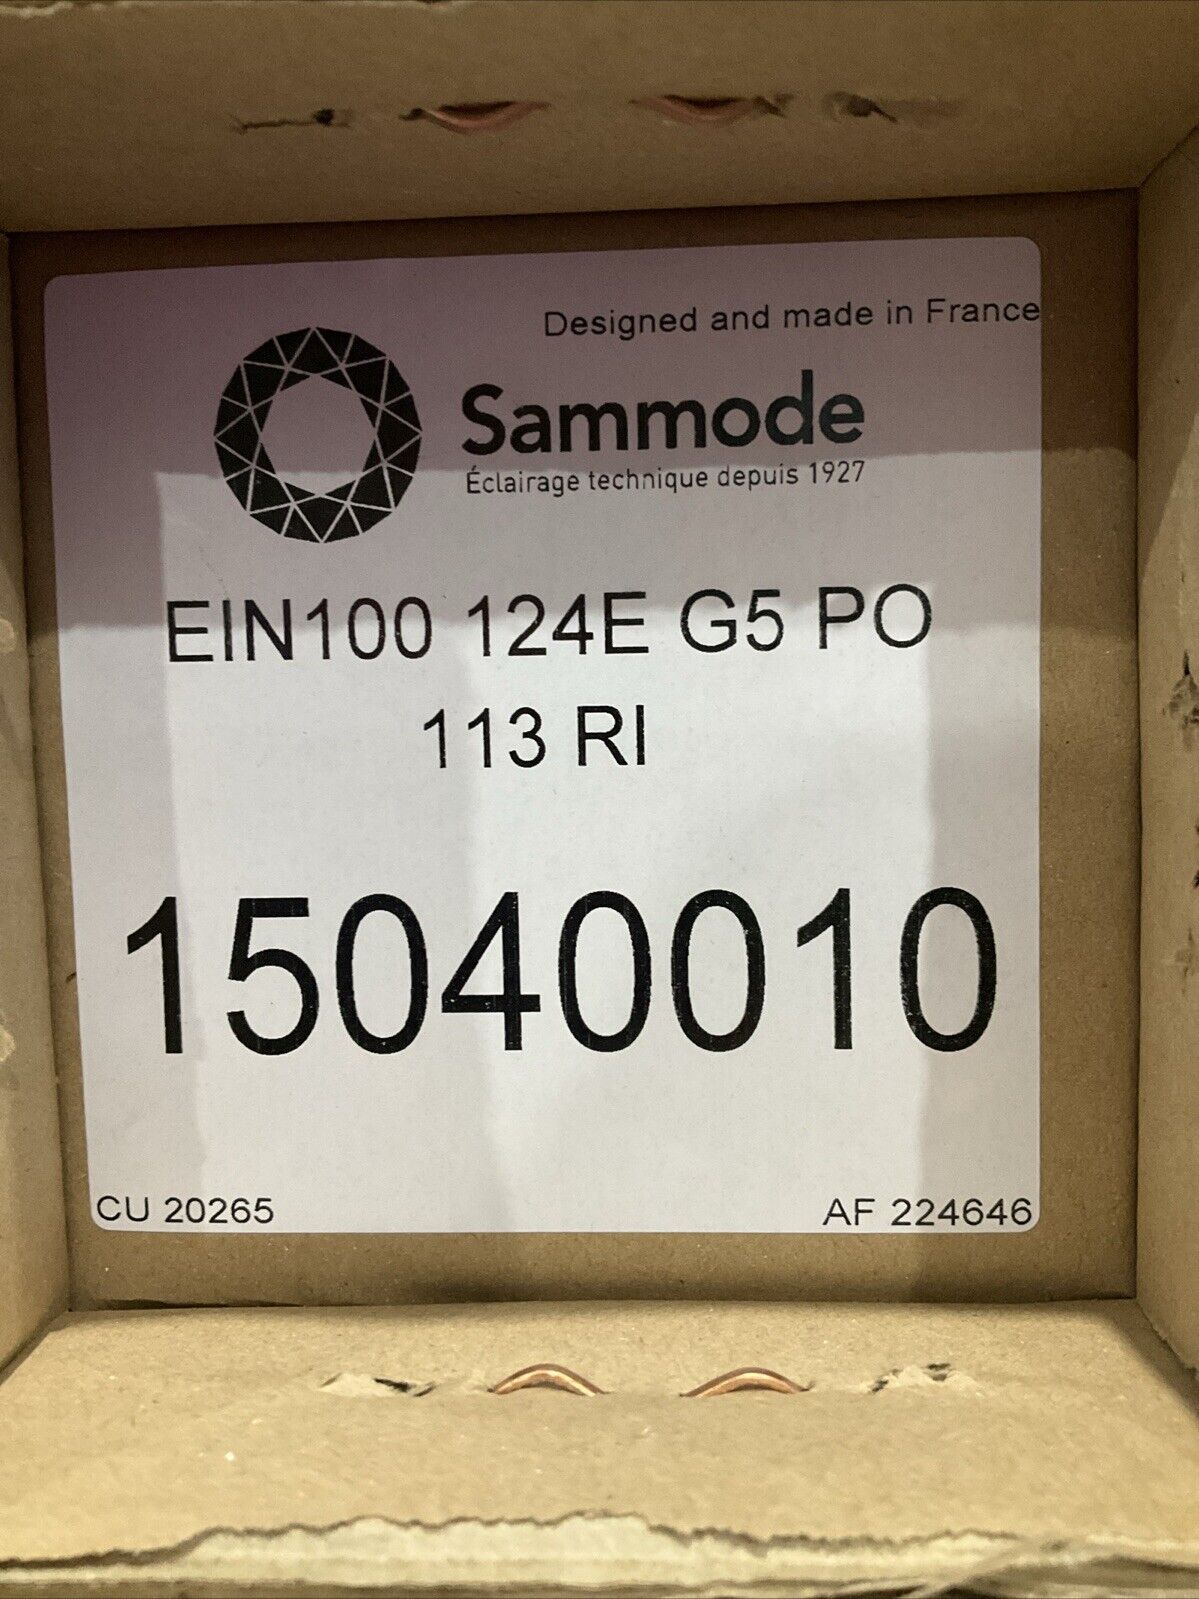 Designed and made in France
Sammode
Éclairage technique depuis 1927
EIN100 124E G5 PO
113 RI
15040010
CU 20265
AF 224646